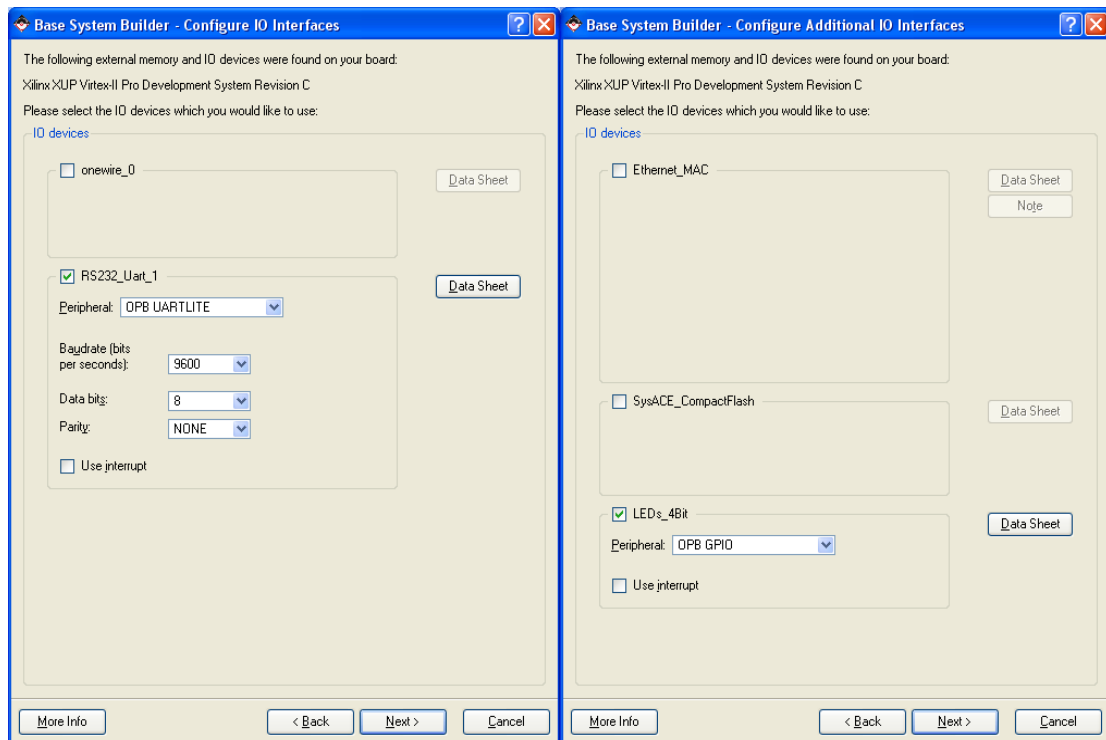 Base System Builder - Configure IO Interfaces
The following external memory and IO devices were found on your board:
Xilinx XUP Virtex-II Pro Development System Revision C
Please select the IO devices which you would like to use:
IO devices
onewire_0
Data Sheet
RS232_Uart_1
Data Sheet
Peripheral: OPB UARTLITE
Baudrate (bits
per seconds): 9600
Data bits: 8
Parity: NONE
Use interrupt
More Info < Back Next > Cancel
Base System Builder - Configure Additional IO Interfaces
The following external memory and IO devices were found on your board:
Xilinx XUP Virtex-II Pro Development System Revision C
Please select the IO devices which you would like to use:
IO devices
Ethernet_MAC
Data Sheet
Note
SysACE_CompactFlash
Data Sheet
LEDs_4Bit
Data Sheet
Peripheral: OPB GPIO
Use interrupt
More Info < Back Next > Cancel